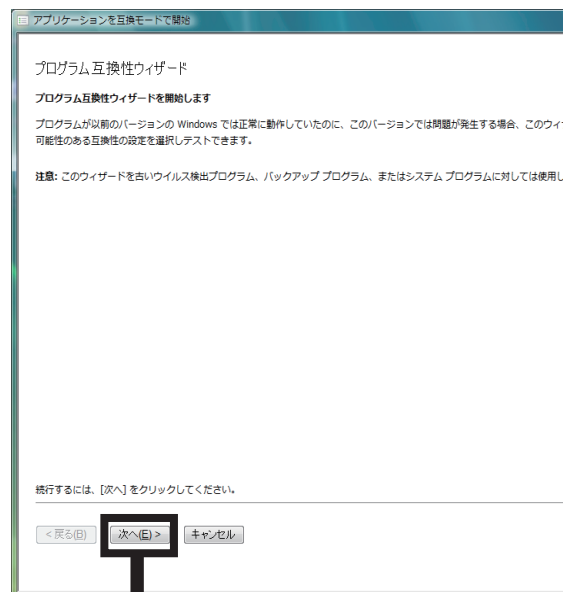 アプリケーションを互換モードで開始
プログラム互換性ウィザード
プログラム互換性ウィザードを開始します
プログラムが以前のバージョンの Windows では正常に動作していたのに、このバージョンでは問題が発生する場合、このウィ
可能性のある互換性の設定を選択しテストできます。
注意: このウィザードを古いウイルス検出プログラム、バックアップ プログラム、またはシステム プログラムに対しては使用し
続行するには、[次へ] をクリックしてください。
<戻る(B) 次へ(E) > キャンセル